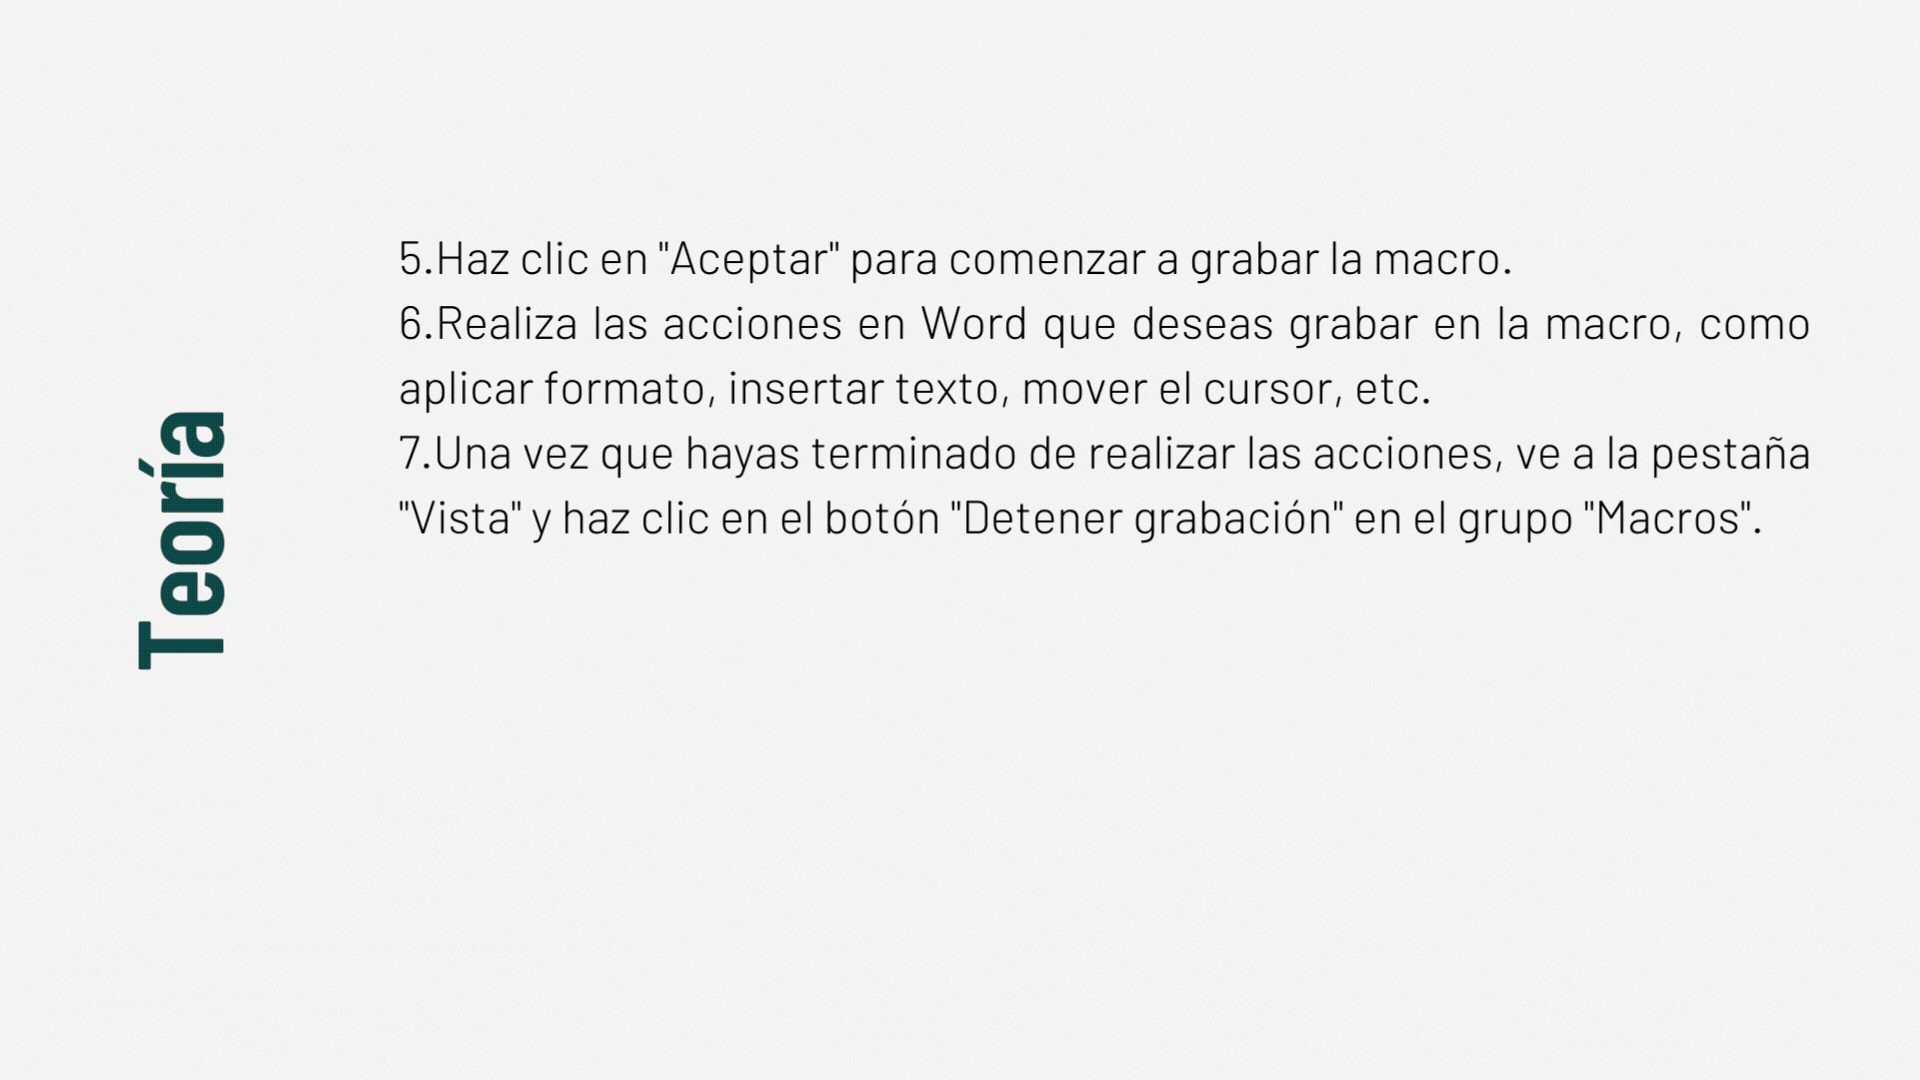 Teoría
5.Haz clic en "Aceptar" para comenzar a grabar la macro.
6.Realiza las acciones en Word que deseas grabar en la macro, como
aplicar formato, insertar texto, mover el cursor, etc.
7.Una vez que hayas terminado de realizar las acciones, ve a la pestaña
"Vista" y haz clic en el botón "Detener grabación" en el grupo "Macros".